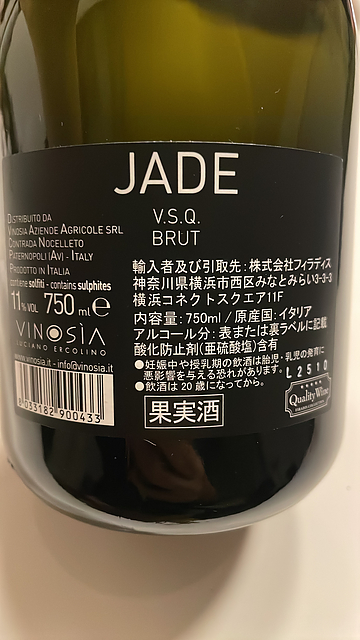 JADE
V.S.Q.
BRUT
DISTRIBUITO DA
VINOSIA AZIENDE AGRICOLE SRL
CONTRADA NOCELLETO
PATERNOPOLI (AV) - ITALY
PRODOTTO IN ITALIA
contiene solfiti - contains sulphites
11% VOL 750 ml e
VINOSìA
LUCIANO ERCOLINO
www.vinosia.it - info@vinosia.it
8033182 900433
輸入者及び引取先:株式会社フィラディス
神奈川県横浜市西区みなとみらい3-3-3
横浜コネクトスクエア11F
内容量:750ml / 原産国:イタリア
アルコール分:表または裏ラベルに記載
酸化防止剤(亜硫酸塩)含有
●妊娠中や授乳期の飲酒は胎児・乳児の発育に
悪影響を与える恐れがあります。
●飲酒は20歳になってから。
L2510
果実酒
Quality Wine